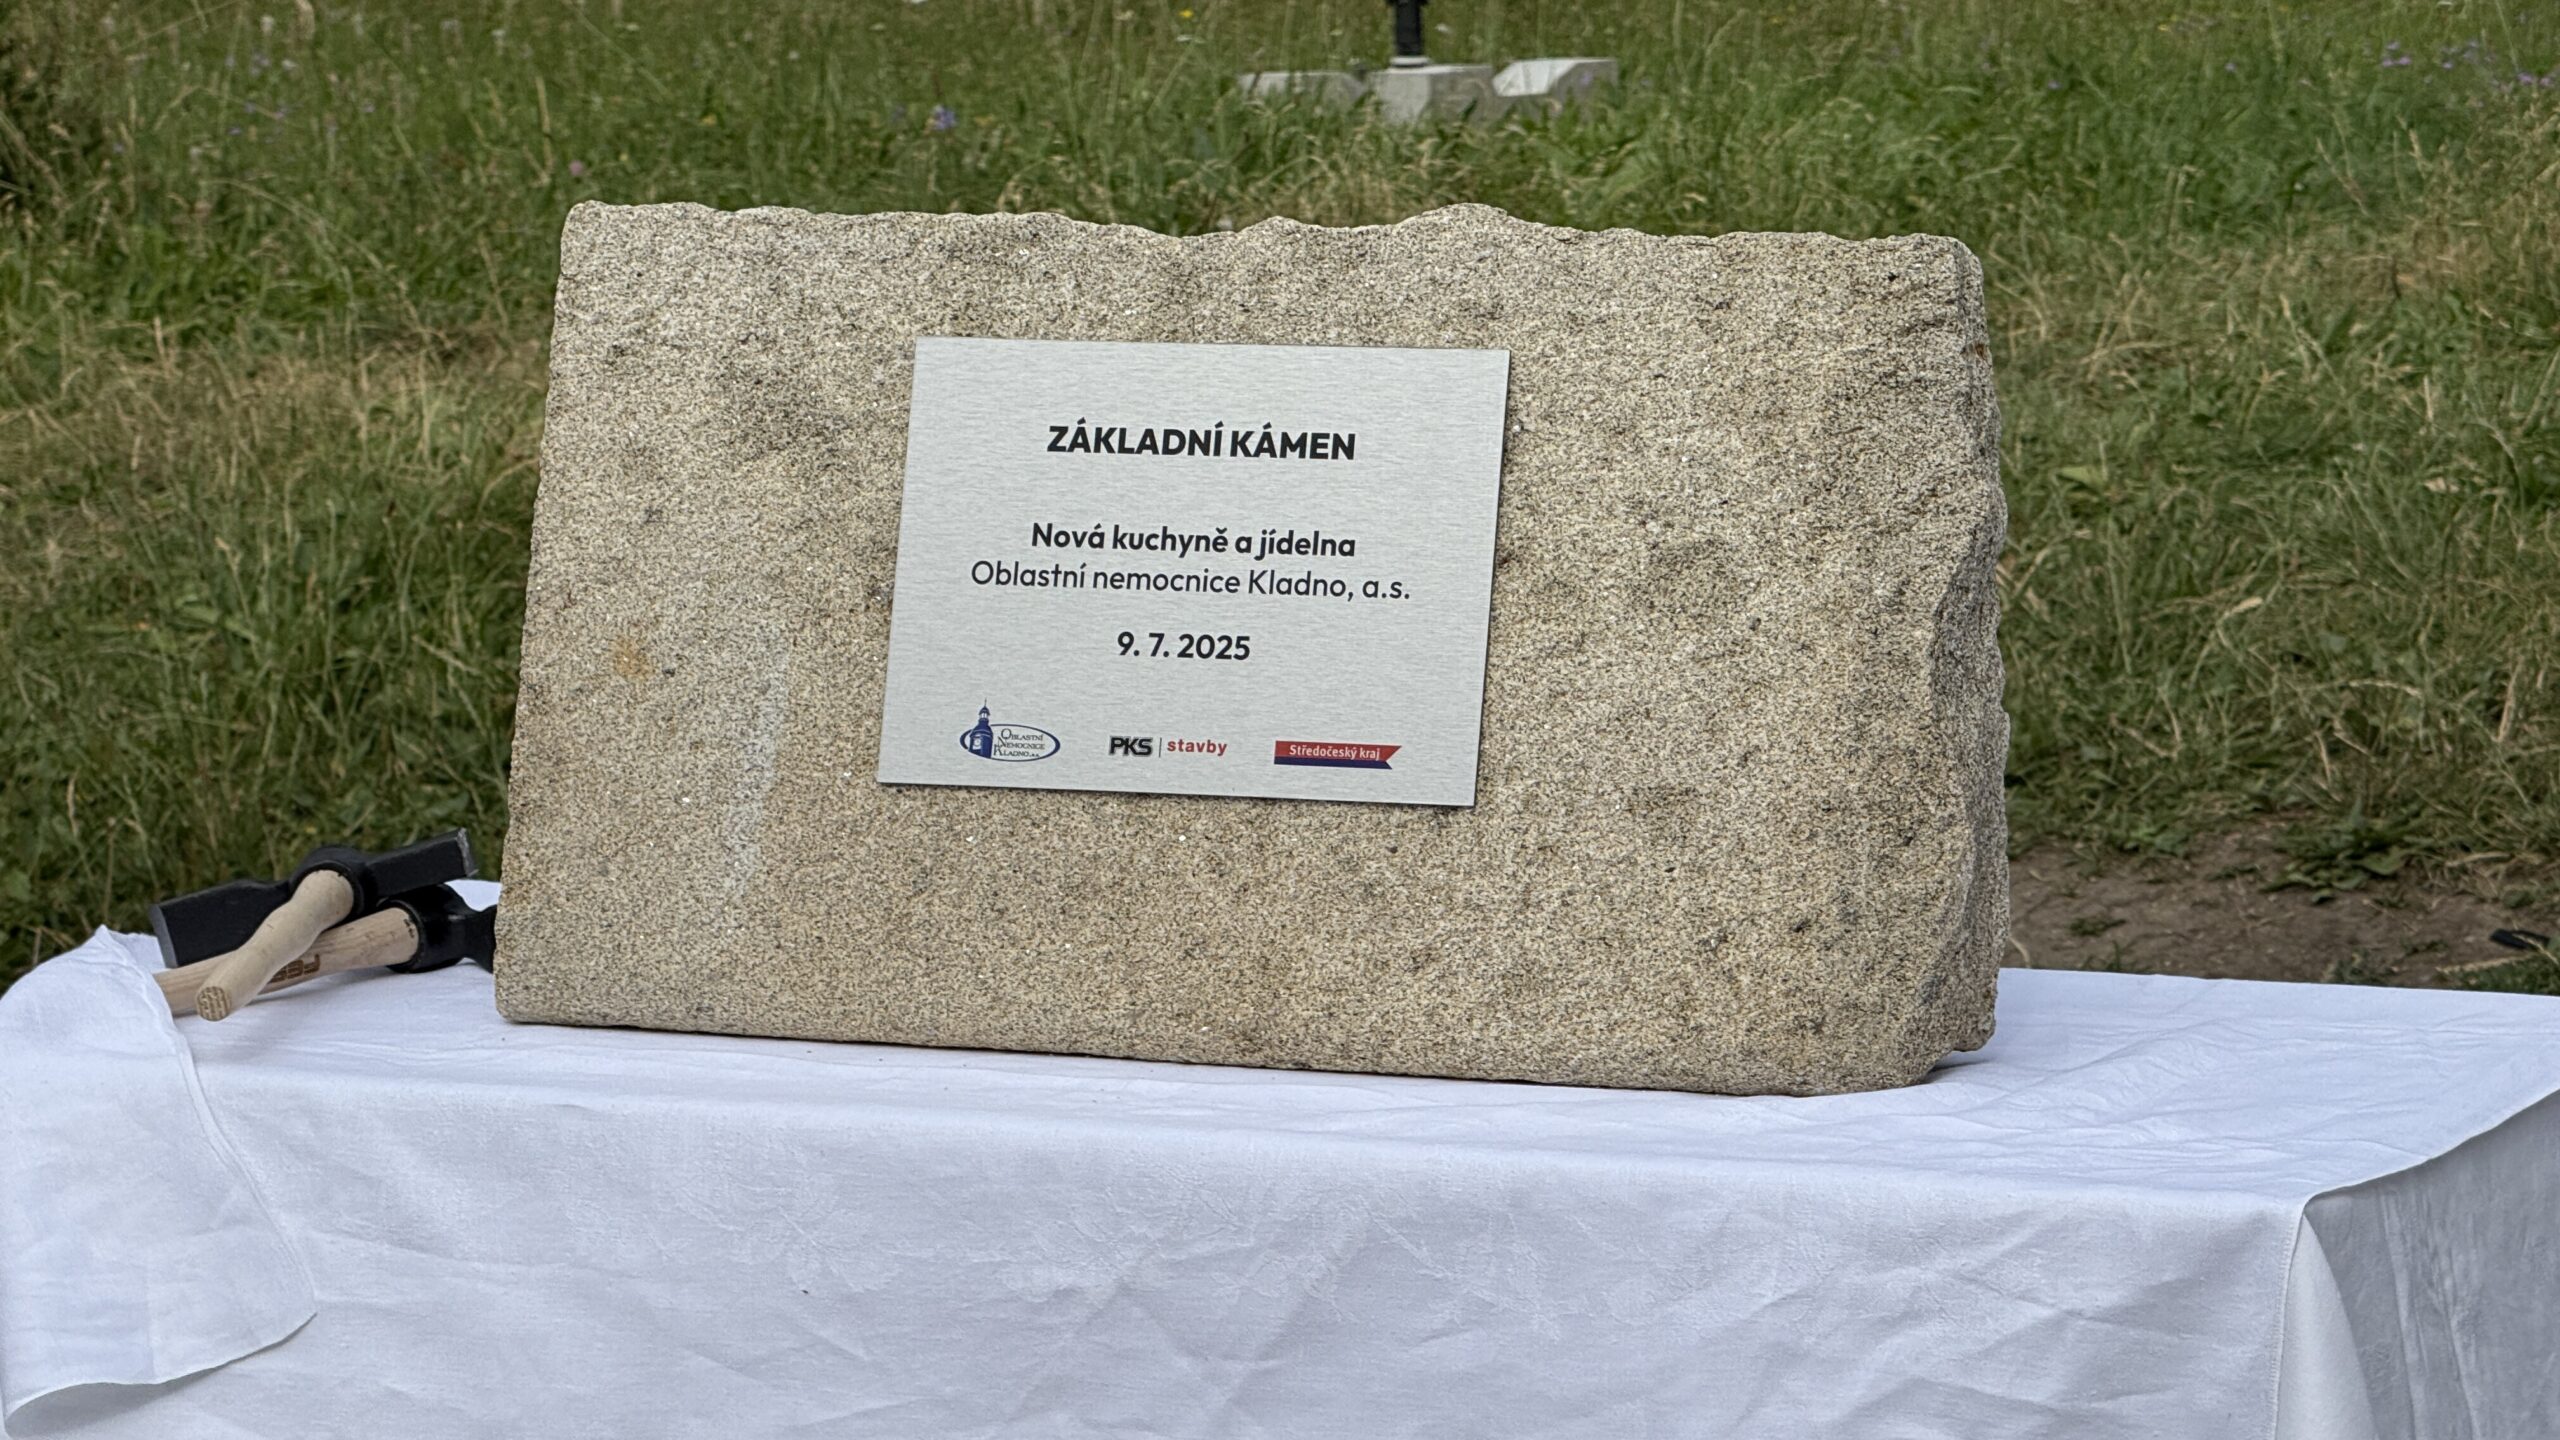 ZÁKLADNÍ KÁMEN
Nová kuchyně a jídelna
Oblastní nemocnice Kladno, a.s.
9. 7. 2025
OBLASTNÍ
NEMOCNICE
KLADNO
PKS | stavby
Středočeský kraj